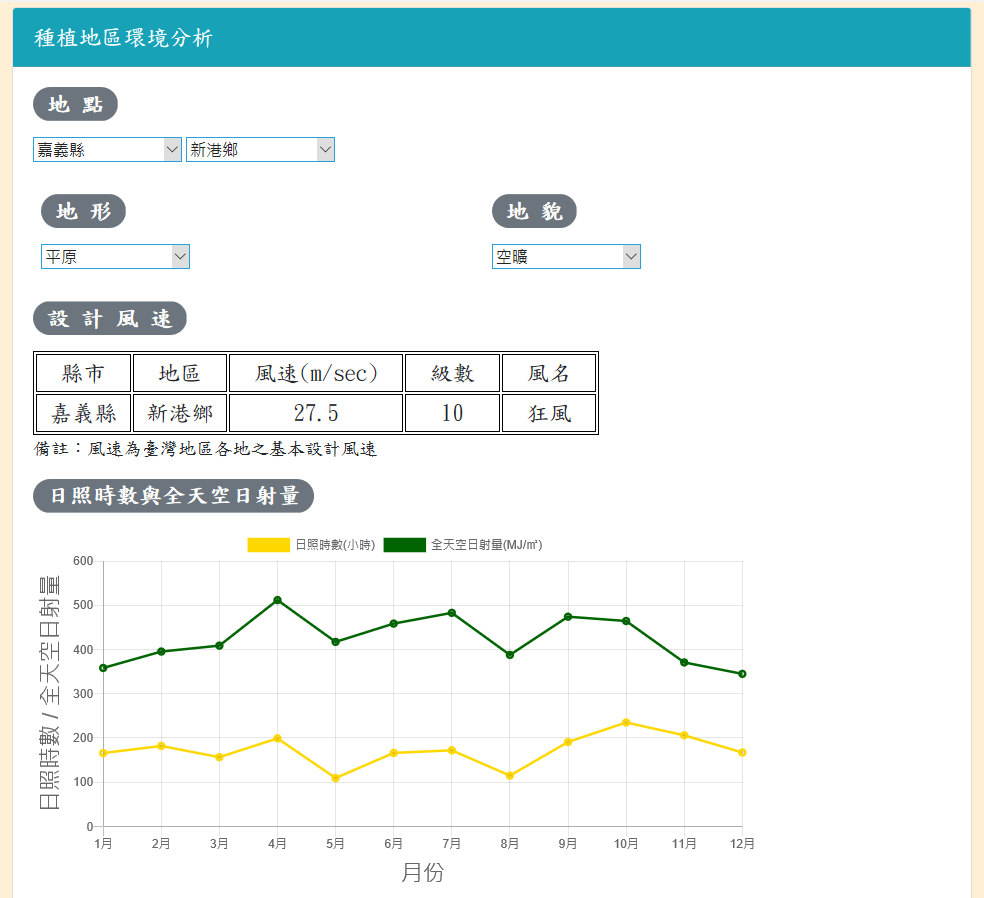 種植地區環境分析
地 點
嘉義縣 新港鄉
地 形 地 貌
平原 空曠
設 計 風 速
縣市 地區 風速(m/sec) 級數 風名
嘉義縣 新港鄉 27.5 10 狂風
備註：風速為臺灣地區各地之基本設計風速
日照時數與全天空日射量
日照時數(小時) 全天空日射量(MJ/㎡)
日照時數 / 全天空日射量
600
500
400
300
200
100
0
1月 2月 3月 4月 5月 6月 7月 8月 9月 10月 11月 12月
月份